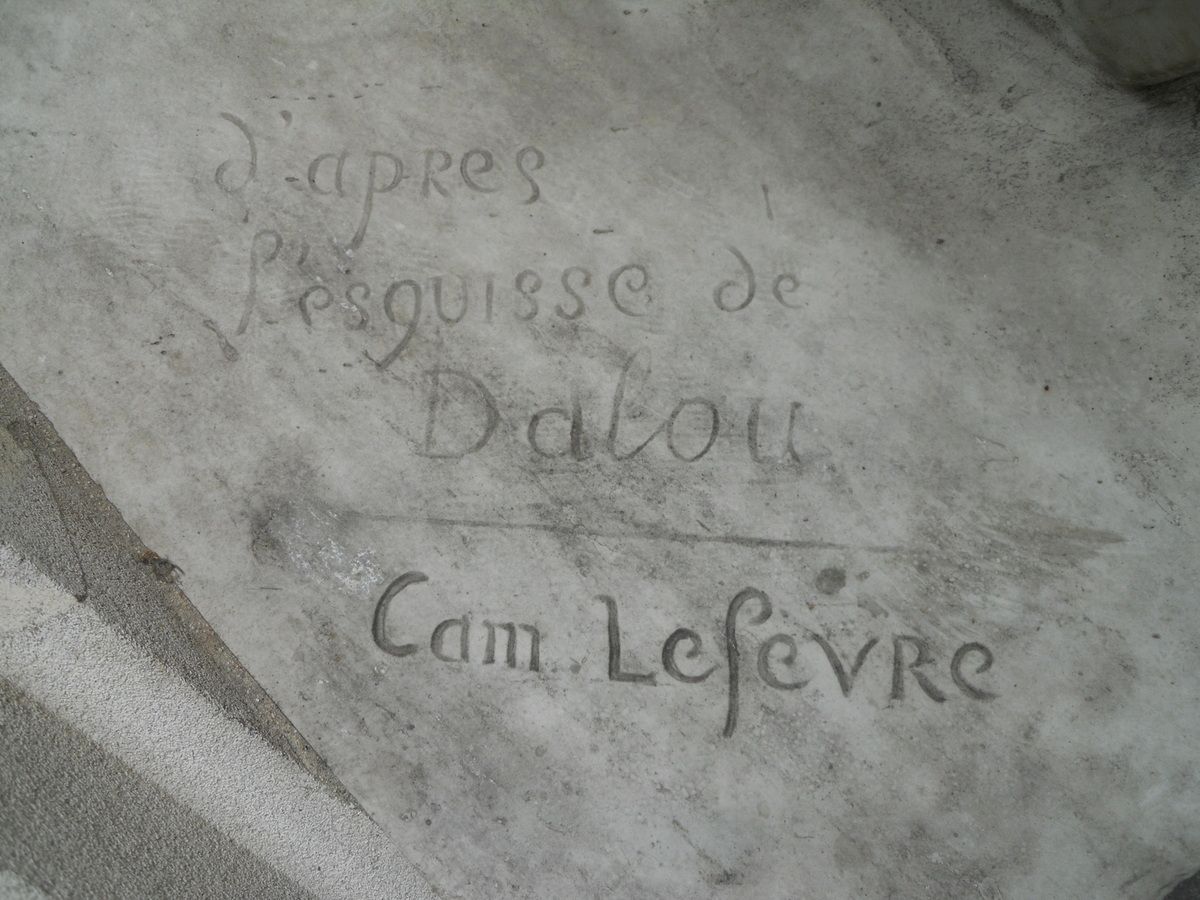 d'apres
l'esquisse de
Dalou
Cam. Lefevre